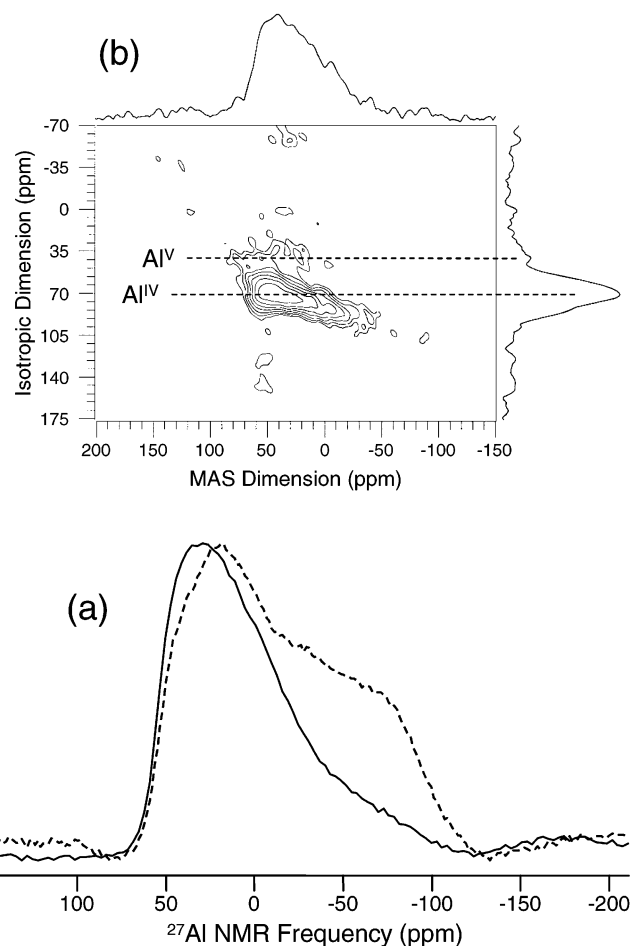 (b)
Isotropic Dimension (ppm)
-70
-35
0
35
70
105
140
175
Al^V
Al^IV
200 150 100 50 0 -50 -100 -150
MAS Dimension (ppm)
(a)
100 50 0 -50 -100 -150 -200
²⁷Al NMR Frequency (ppm)